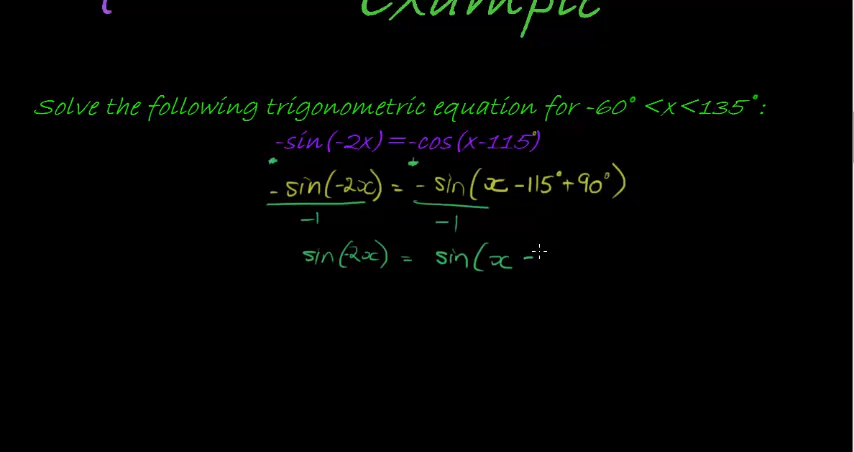 Example
Solve the following trigonometric equation for -60° <x<135°:
-sin(-2x)=-cos(x-115°)
- sin(-2x) = - sin(x -115° +90°)
-1 -1
sin(-2x) = sin(x -